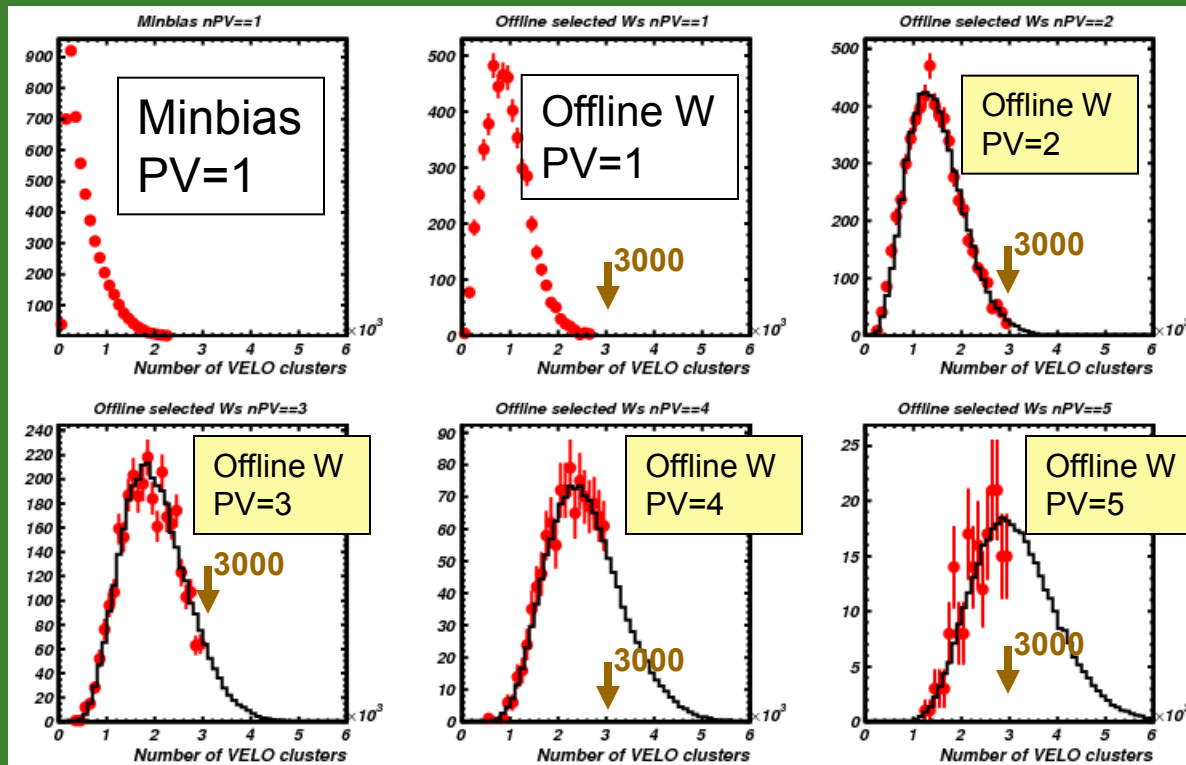 Minbias nPV==1
900
800
700
600
500
400
300
200
100
Minbias
PV=1
0 1 2 3 4 5 6
×10³
Number of VELO clusters
Offline selected Ws nPV==1
500
400
300
200
100
0
Offline W
PV=1
3000
0 1 2 3 4 5 6
×10³
Number of VELO clusters
Offline selected Ws nPV==2
500
400
300
200
100
0
Offline W
PV=2
3000
0 1 2 3 4 5 6
×10³
Number of VELO clusters
Offline selected Ws nPV==3
240
220
200
180
160
140
120
100
80
60
40
20
0
Offline W
PV=3
3000
0 1 2 3 4 5 6
×10³
Number of VELO clusters
Offline selected Ws nPV==4
90
80
70
60
50
40
30
20
10
0
Offline W
PV=4
3000
0 1 2 3 4 5 6
×10³
Number of VELO clusters
Offline selected Ws nPV==5
25
20
15
10
5
0
Offline W
PV=5
3000
0 1 2 3 4 5 6
×10³
Number of VELO clusters